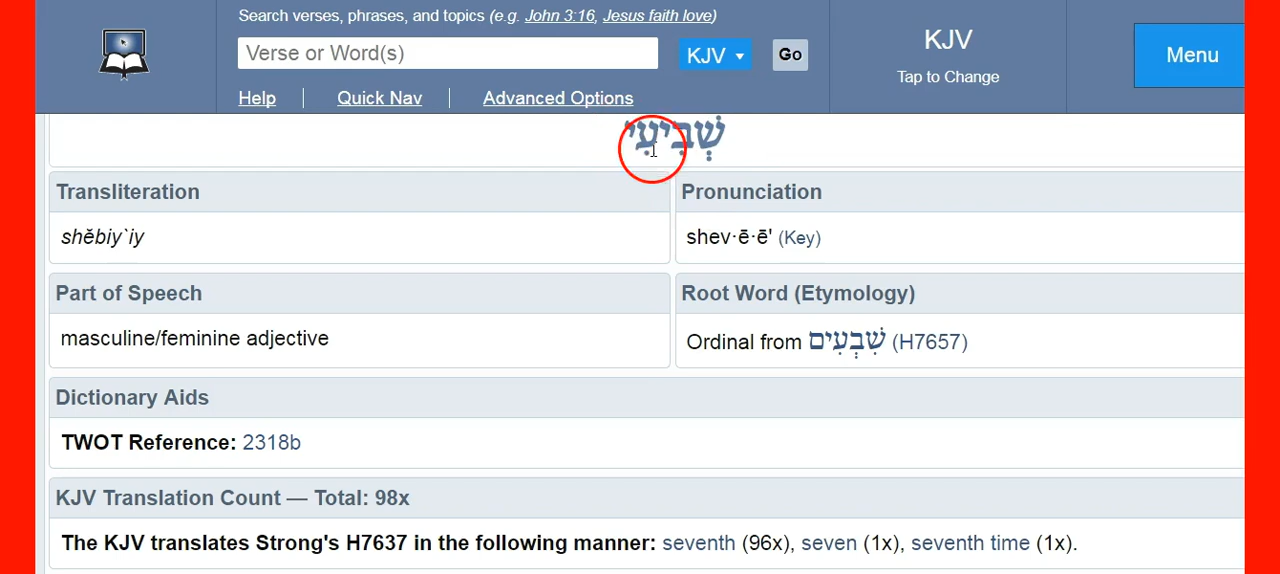 Search verses, phrases, and topics (e.g. John 3:16, Jesus faith love)
Verse or Word(s)
KJV
Go
KJV
Tap to Change
Menu
Help
Quick Nav
Advanced Options
שְׁבִיעִי
Transliteration
Pronunciation
shĕbiy`iy
shev·ē·ē' (Key)
Part of Speech
Root Word (Etymology)
masculine/feminine adjective
Ordinal from שִׁבְעִים (H7657)
Dictionary Aids
TWOT Reference: 2318b
KJV Translation Count — Total: 98x
The KJV translates Strong's H7637 in the following manner: seventh (96x), seven (1x), seventh time (1x).